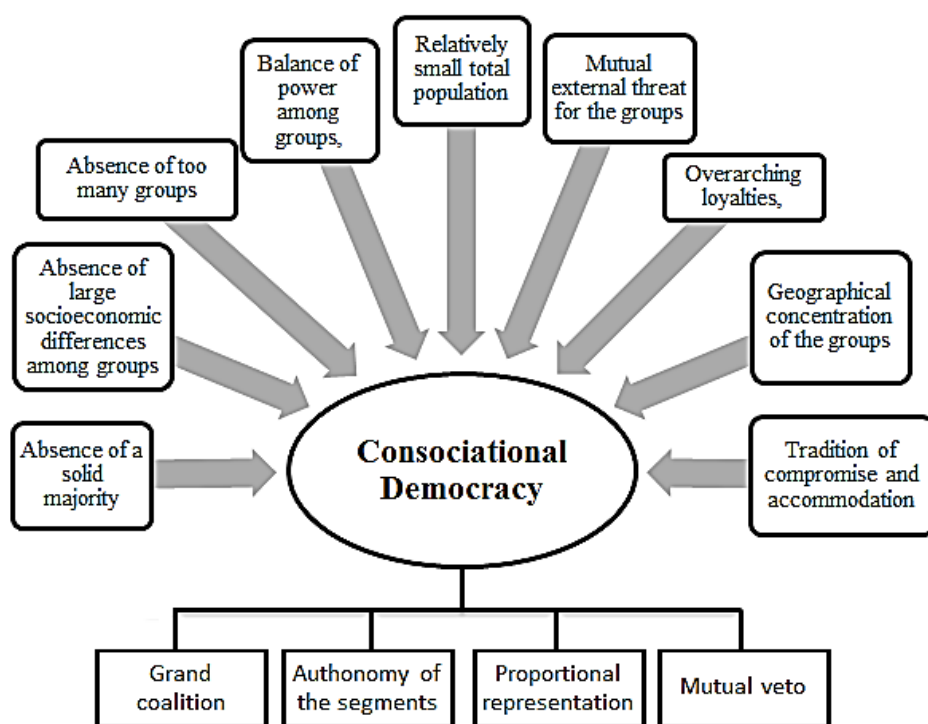 Absence of a
solid
majority
Absence of
large
socioeconomic
differences
among groups
Absence of too
many groups
Balance of
power
among
groups,
Relatively
small total
population
Mutual
external threat
for the groups
Overarching
loyalties,
Geographical
concentration
of the groups
Tradition of
compromise and
accommodation
Consociational
Democracy
Grand
coalition
Authonomy of
the segments
Proportional
representation
Mutual veto